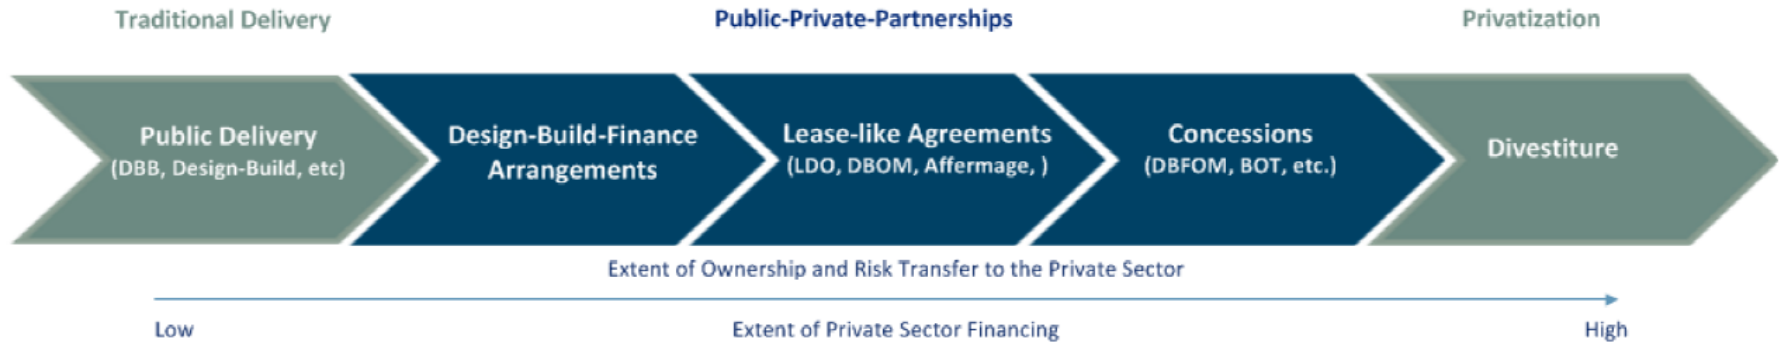 Traditional Delivery
Public-Private-Partnerships
Privatization
Public Delivery
(DBB, Design-Build, etc)
Design-Build-Finance
Arrangements
Lease-like Agreements
(LDO, DBOM, Affermage, )
Concessions
(DBFOM, BOT, etc.)
Divestiture
Extent of Ownership and Risk Transfer to the Private Sector
Low
Extent of Private Sector Financing
High